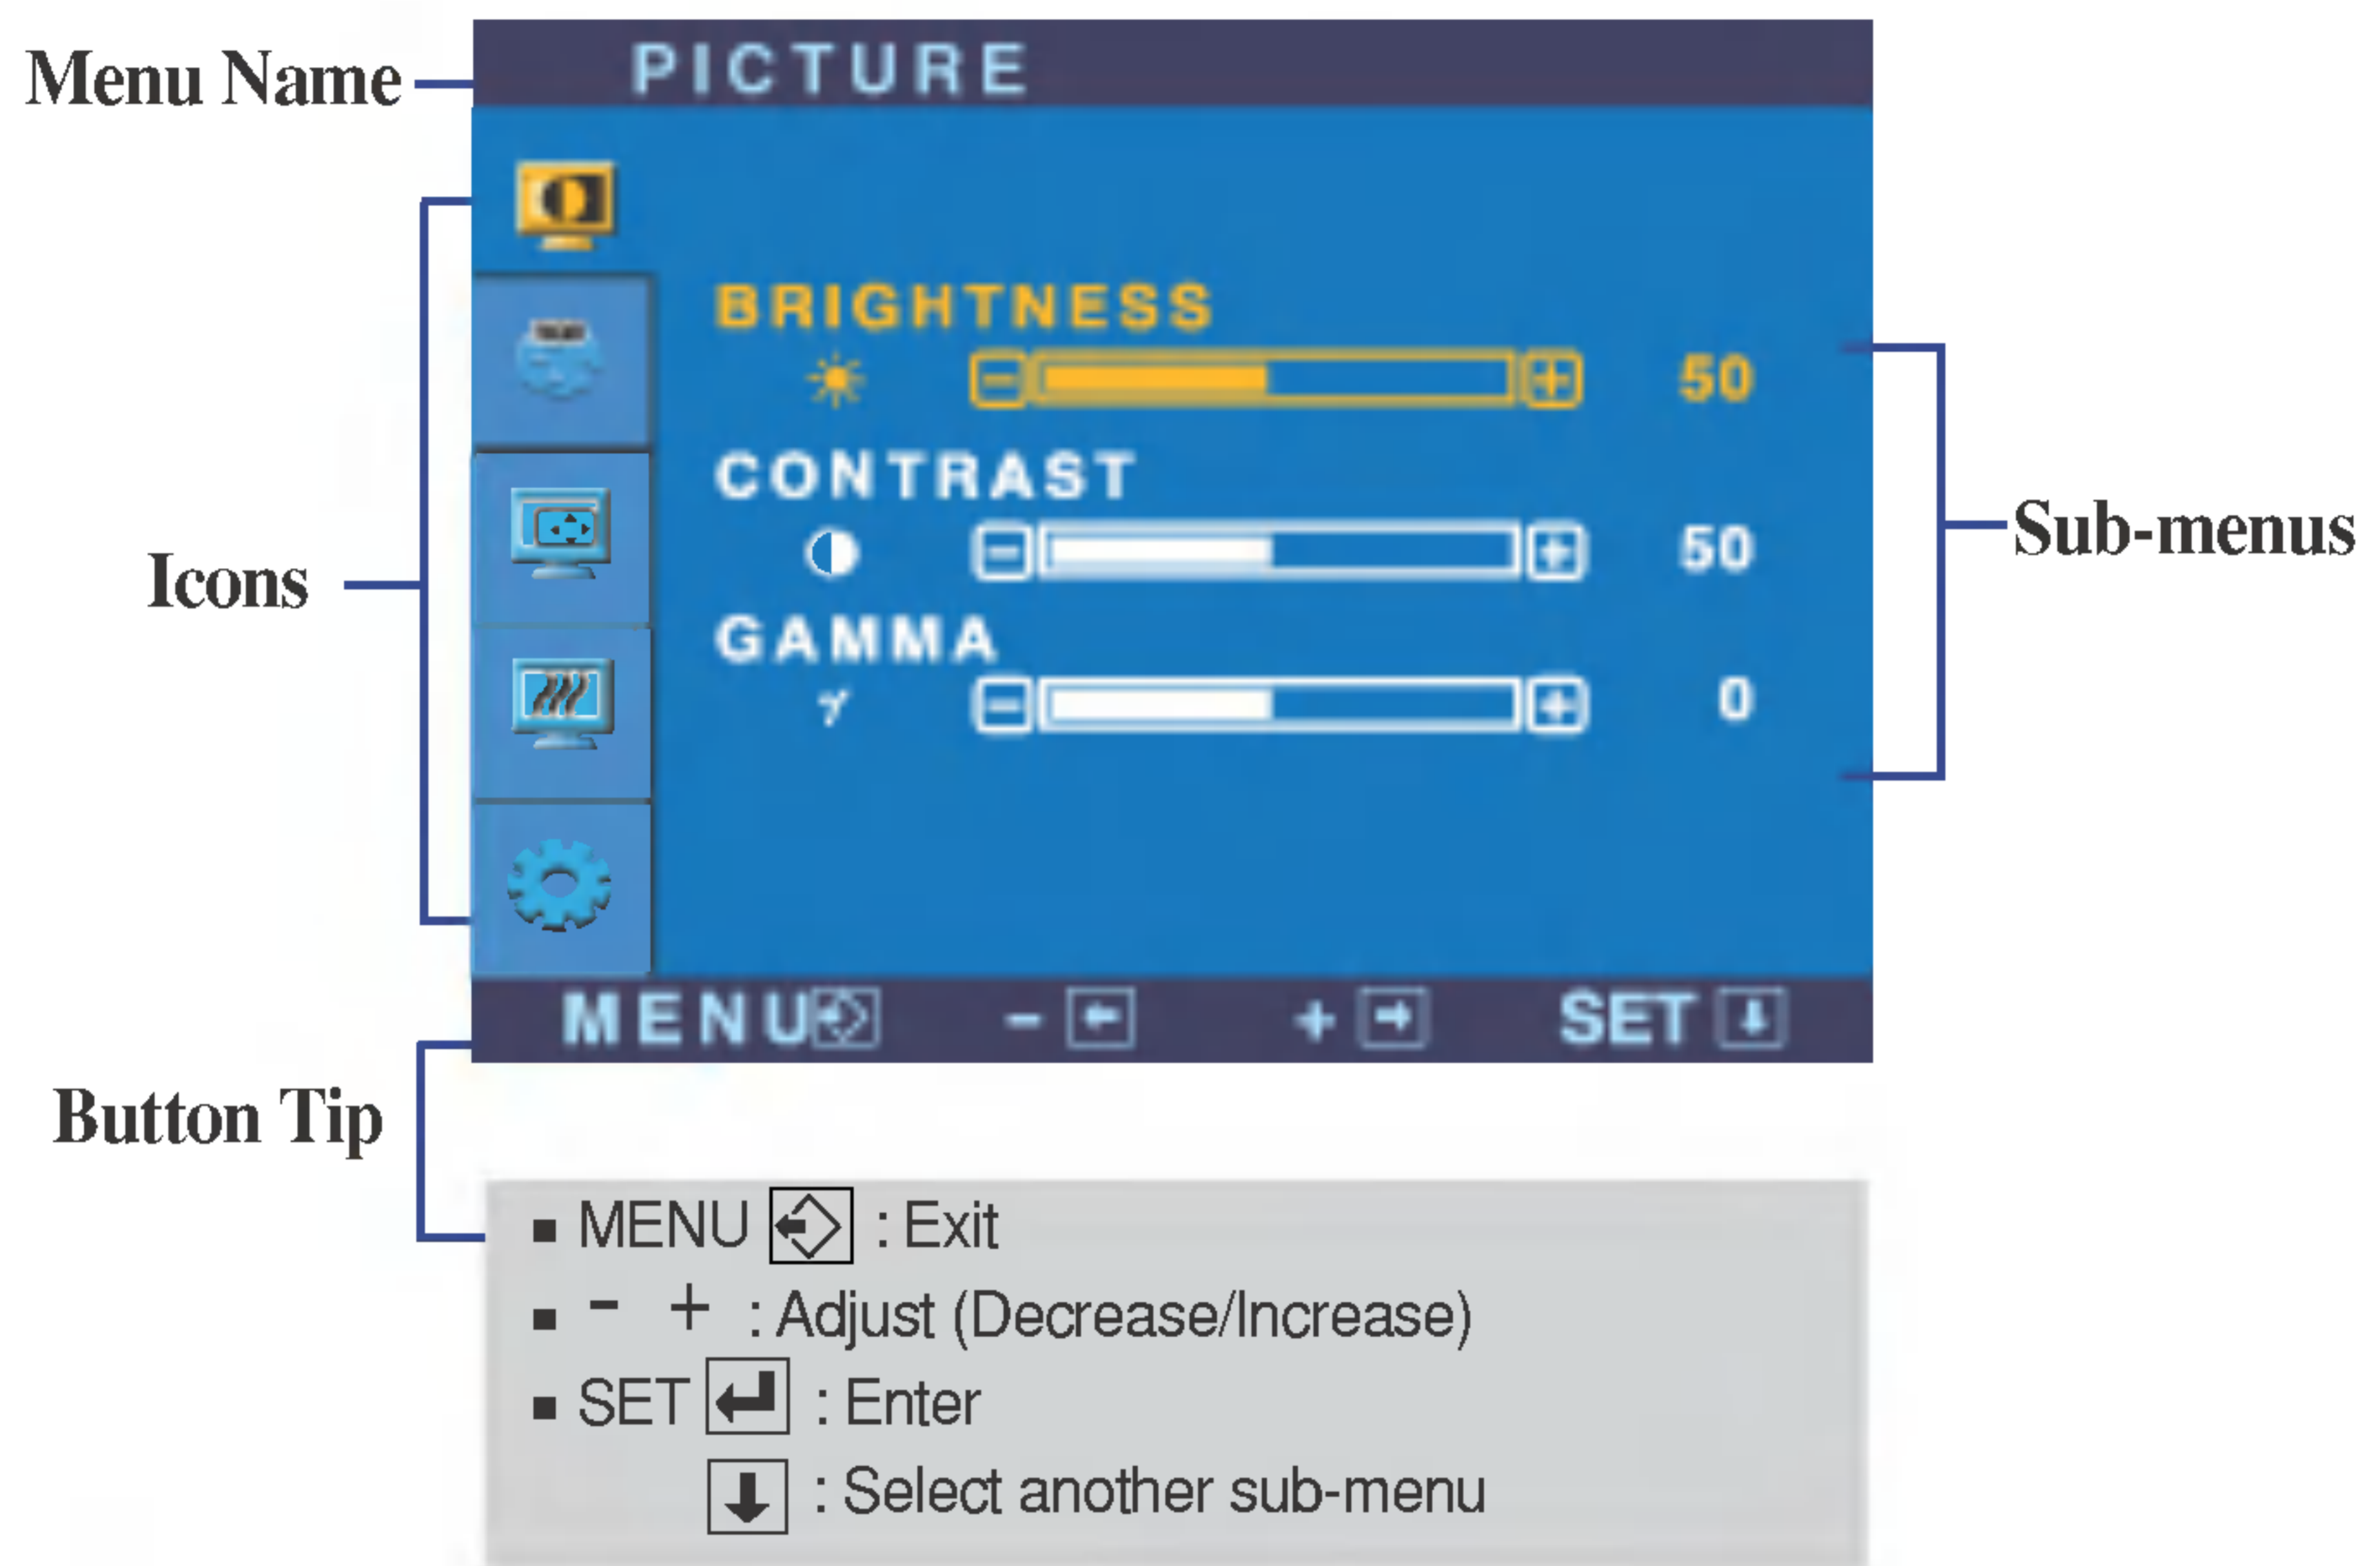 Menu Name
PICTURE
BRIGHTNESS
50
CONTRAST
50
GAMMA
0
Icons
Sub-menus
MENU - + SET
Button Tip
■ MENU : Exit
■ - + : Adjust (Decrease/Increase)
■ SET : Enter
: Select another sub-menu